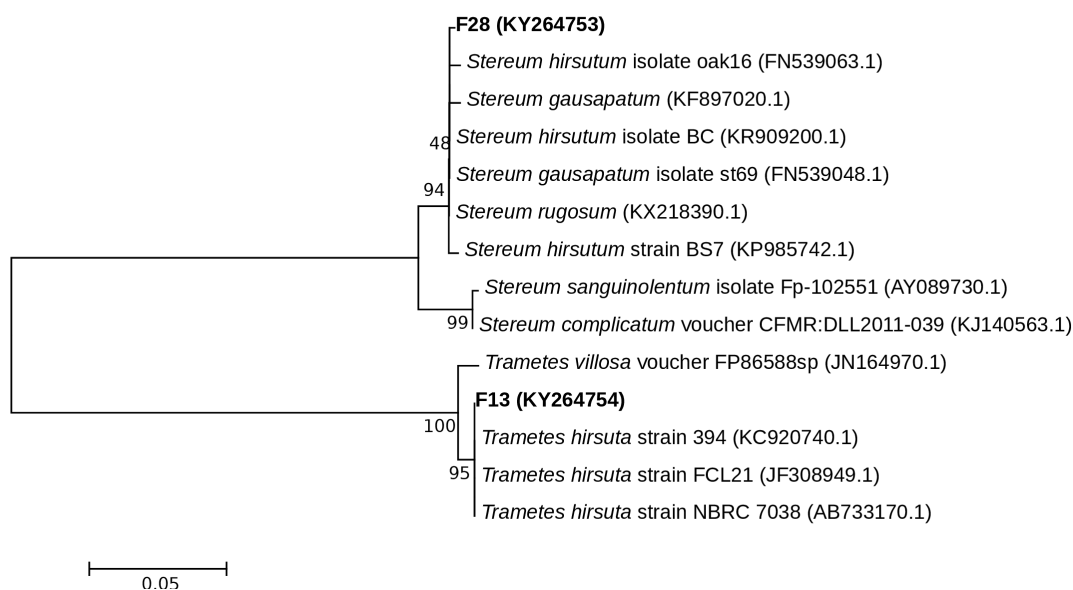 F28 (KY264753)
Stereum hirsutum isolate oak16 (FN539063.1)
Stereum gausapatum (KF897020.1)
48
Stereum hirsutum isolate BC (KR909200.1)
Stereum gausapatum isolate st69 (FN539048.1)
94
Stereum rugosum (KX218390.1)
Stereum hirsutum strain BS7 (KP985742.1)
Stereum sanguinolentum isolate Fp-102551 (AY089730.1)
99
Stereum complicatum voucher CFMR:DLL2011-039 (KJ140563.1)
Trametes villosa voucher FP86588sp (JN164970.1)
F13 (KY264754)
100
Trametes hirsuta strain 394 (KC920740.1)
95
Trametes hirsuta strain FCL21 (JF308949.1)
Trametes hirsuta strain NBRC 7038 (AB733170.1)
0.05